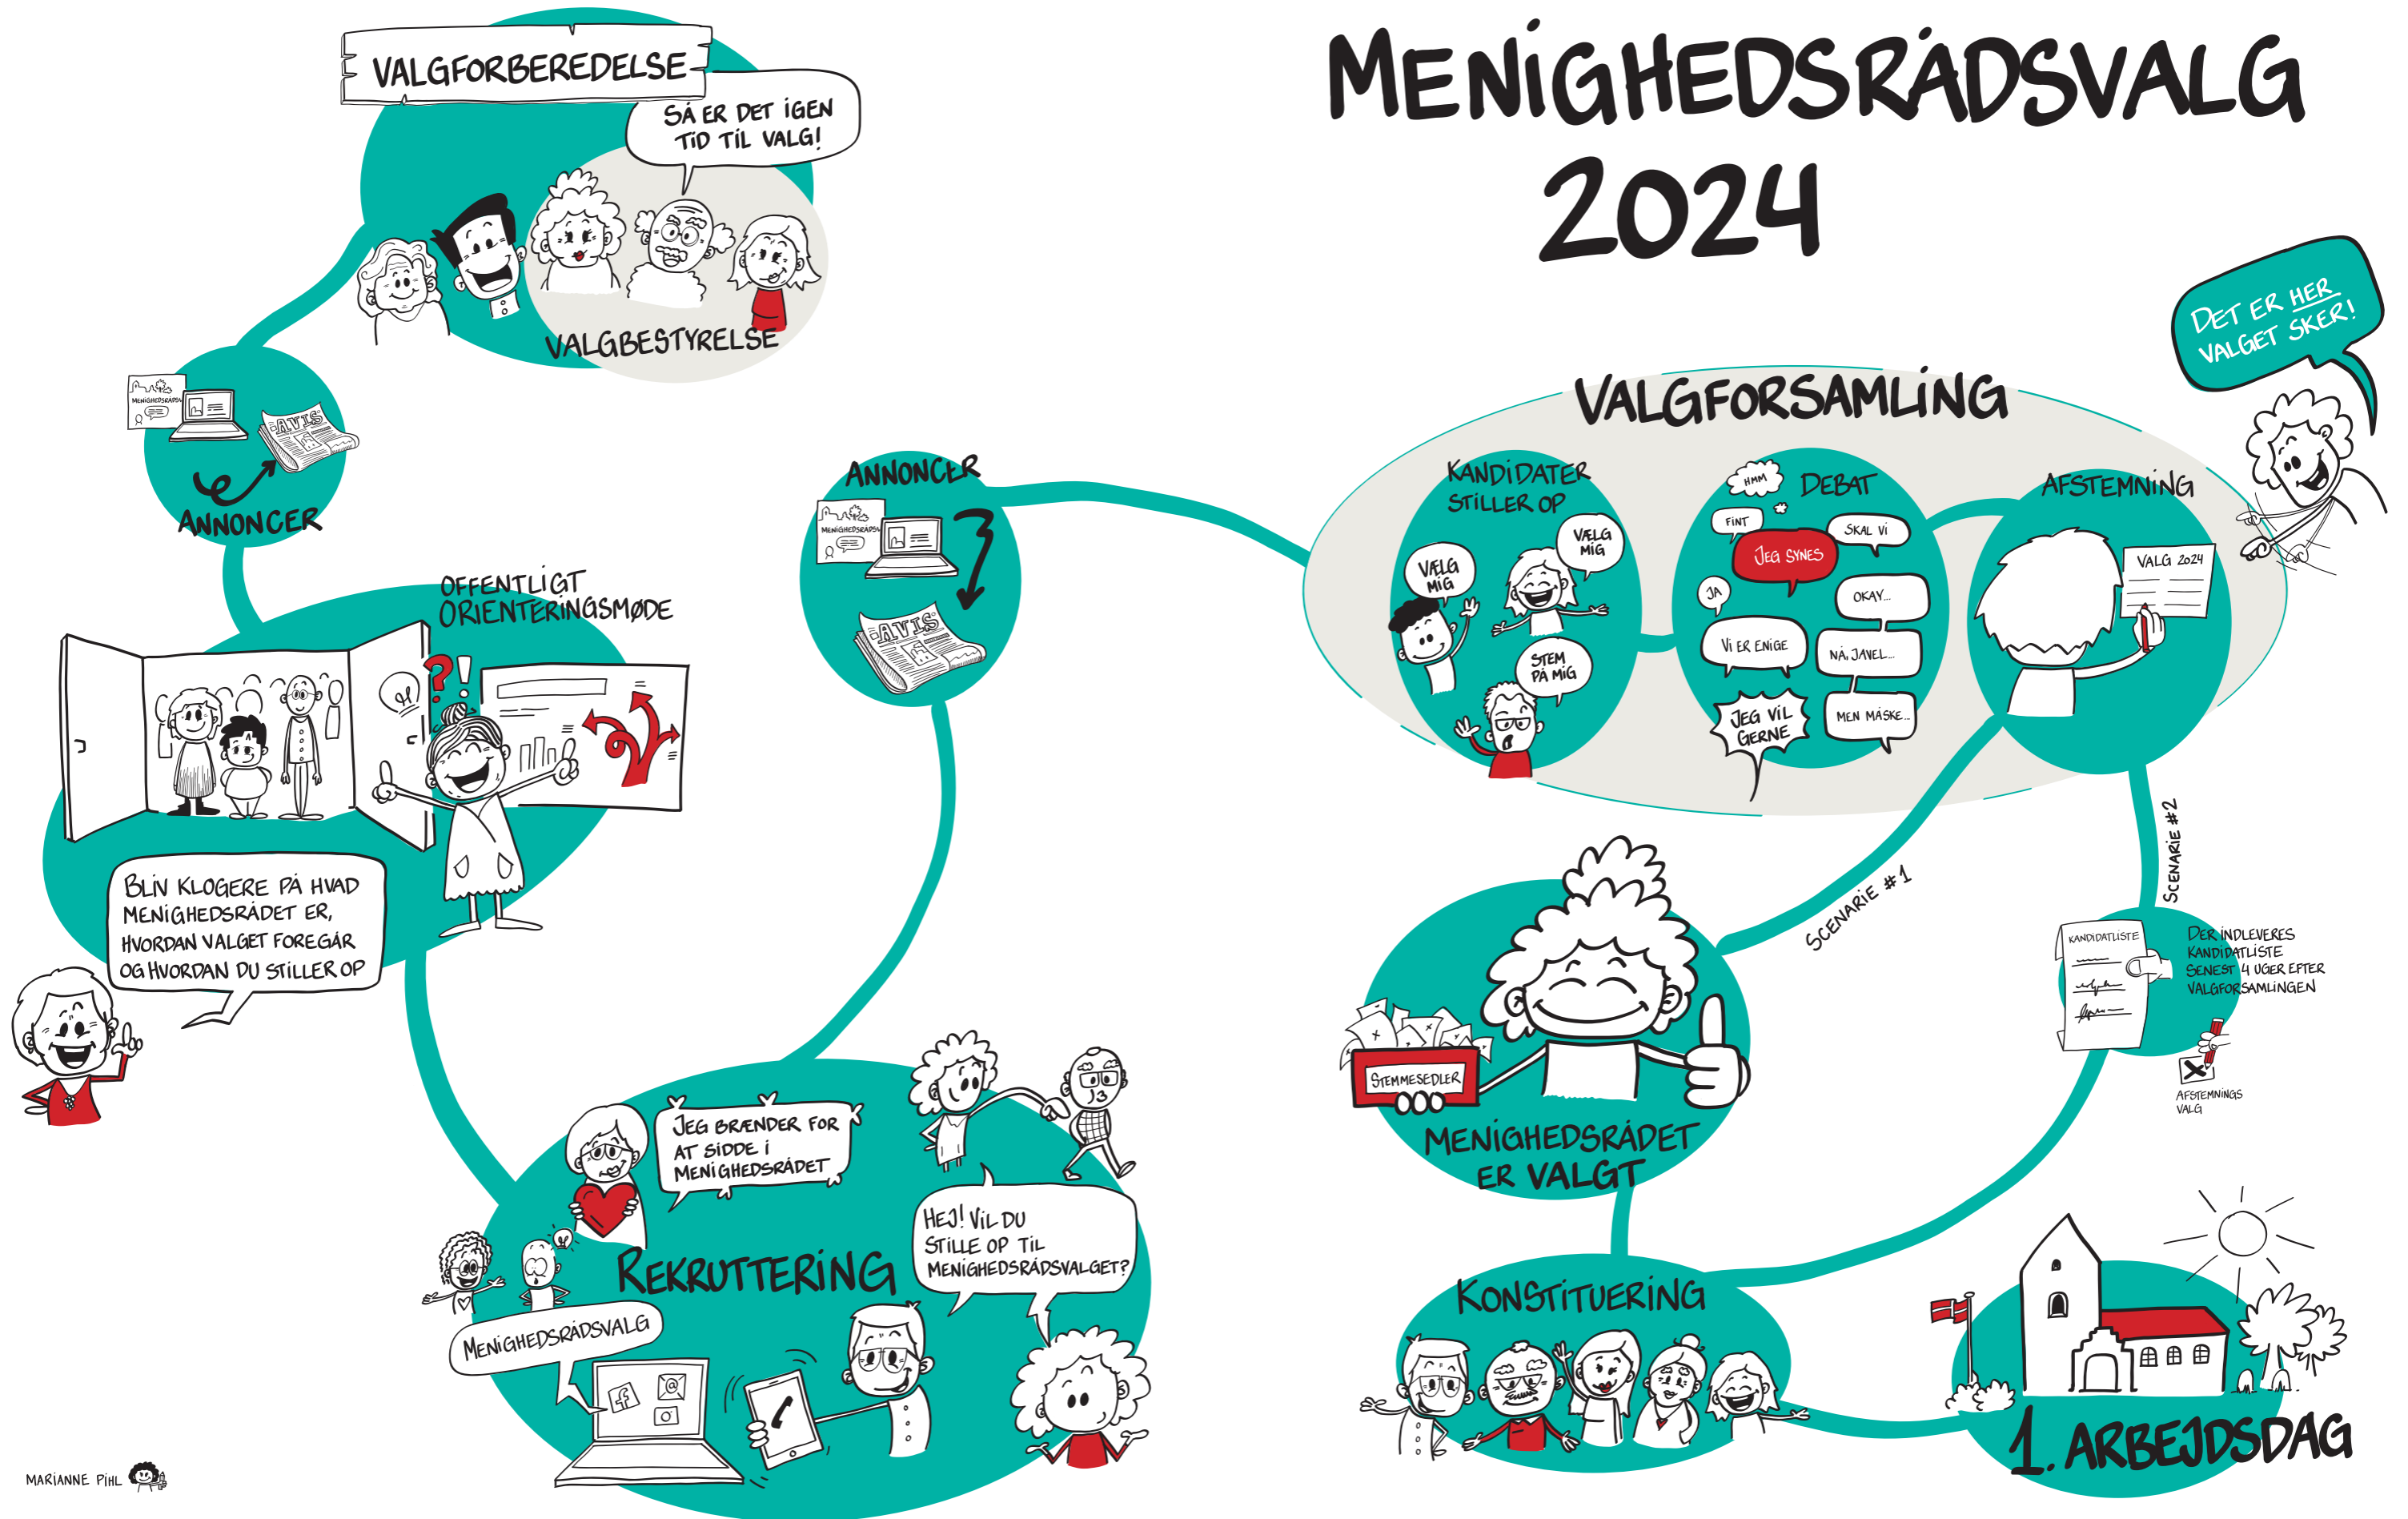 MENIGHEDSRÅDSVALG
2024
VALGFORBEREDELSE
SÅ ER DET IGEN
TID TIL VALG!
VALGBESTYRELSE
MENIGHEDSRÅDSV
AVIS
ANNONCER
OFFENTLIGT
ORIENTERINGSMØDE
?!
BLIV KLOGERE PÅ HVAD
MENIGHEDSRÅDET ER,
HVORDAN VALGET FOREGÅR
OG HVORDAN DU STILLER OP
JEG BRÆNDER FOR
AT SIDDE I
MENIGHEDSRÅDET
HEJ! VIL DU
STILLE OP TIL
MENIGHEDSRÅDSVALGET?
REKRUTTERING
MENIGHEDSRÅDSVALG
f
@
ANNONCER
MENIGHEDSRÅDSV
AVIS
VALGFORSAMLING
DET ER HER
VALGET SKER!
KANDIDATER
STILLER OP
VÆLG
MIG
VÆLG
MIG
STEM
PÅ MIG
DEBAT
HMM
FINT
SKAL VI
JEG SYNES
JA
OKAY...
VI ER ENIGE
NÅ, JAVEL...
JEG VIL
GERNE
MEN MÅSKE...
AFSTEMNING
VALG 2024
SCENARIE #1
SCENARIE #2
STEMMESEDLER
MENIGHEDSRÅDET
ER VALGT
KANDIDATLISTE
DER INDLEVERES
KANDIDATLISTE
SENEST 4 UGER EFTER
VALGFORSAMLINGEN
X
AFSTEMNINGS
VALG
KONSTITUERING
1. ARBEJDSDAG
MARIANNE PIHL